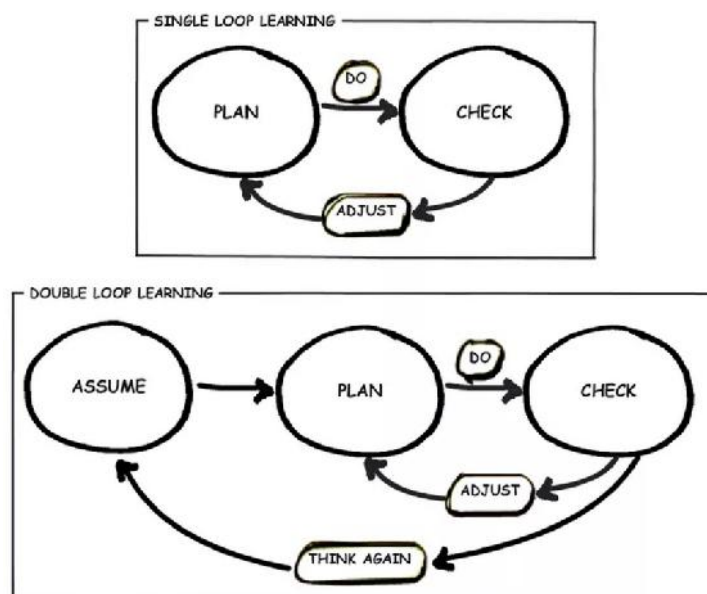 SINGLE LOOP LEARNING
DO
PLAN
CHECK
ADJUST
DOUBLE LOOP LEARNING
DO
ASSUME
PLAN
CHECK
ADJUST
THINK AGAIN